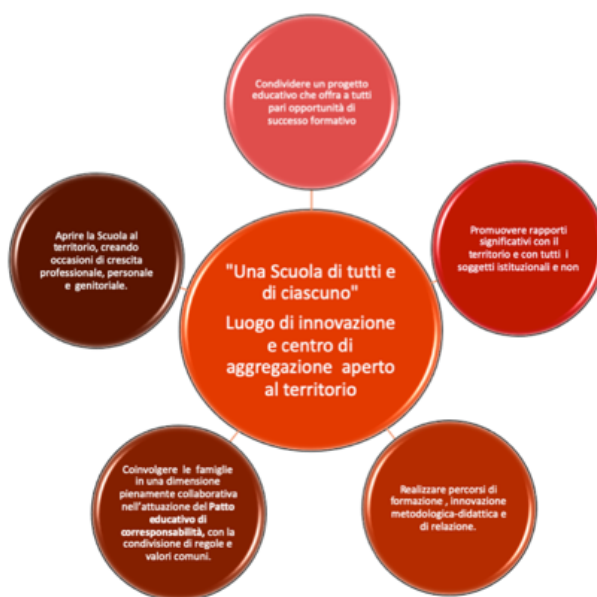 Condividere un progetto
educativo che offra a tutti
pari opportunità di
successo formativo
Aprire la Scuola al
territorio, creando
occasioni di crescita
professionale, personale
e genitoriale.
Promuovere rapporti
significativi con il
territorio e con tutti i
soggetti istituzionali e non
"Una Scuola di tutti e
di ciascuno"
Luogo di innovazione
e centro di
aggregazione aperto
al territorio
Coinvolgere le famiglie
in una dimensione
pienamente collaborativa
nell'attuazione del Patto
educativo di
corresponsabilità, con la
condivisione di regole e
valori comuni.
Realizzare percorsi di
formazione , innovazione
metodologica-didattica e
di relazione.